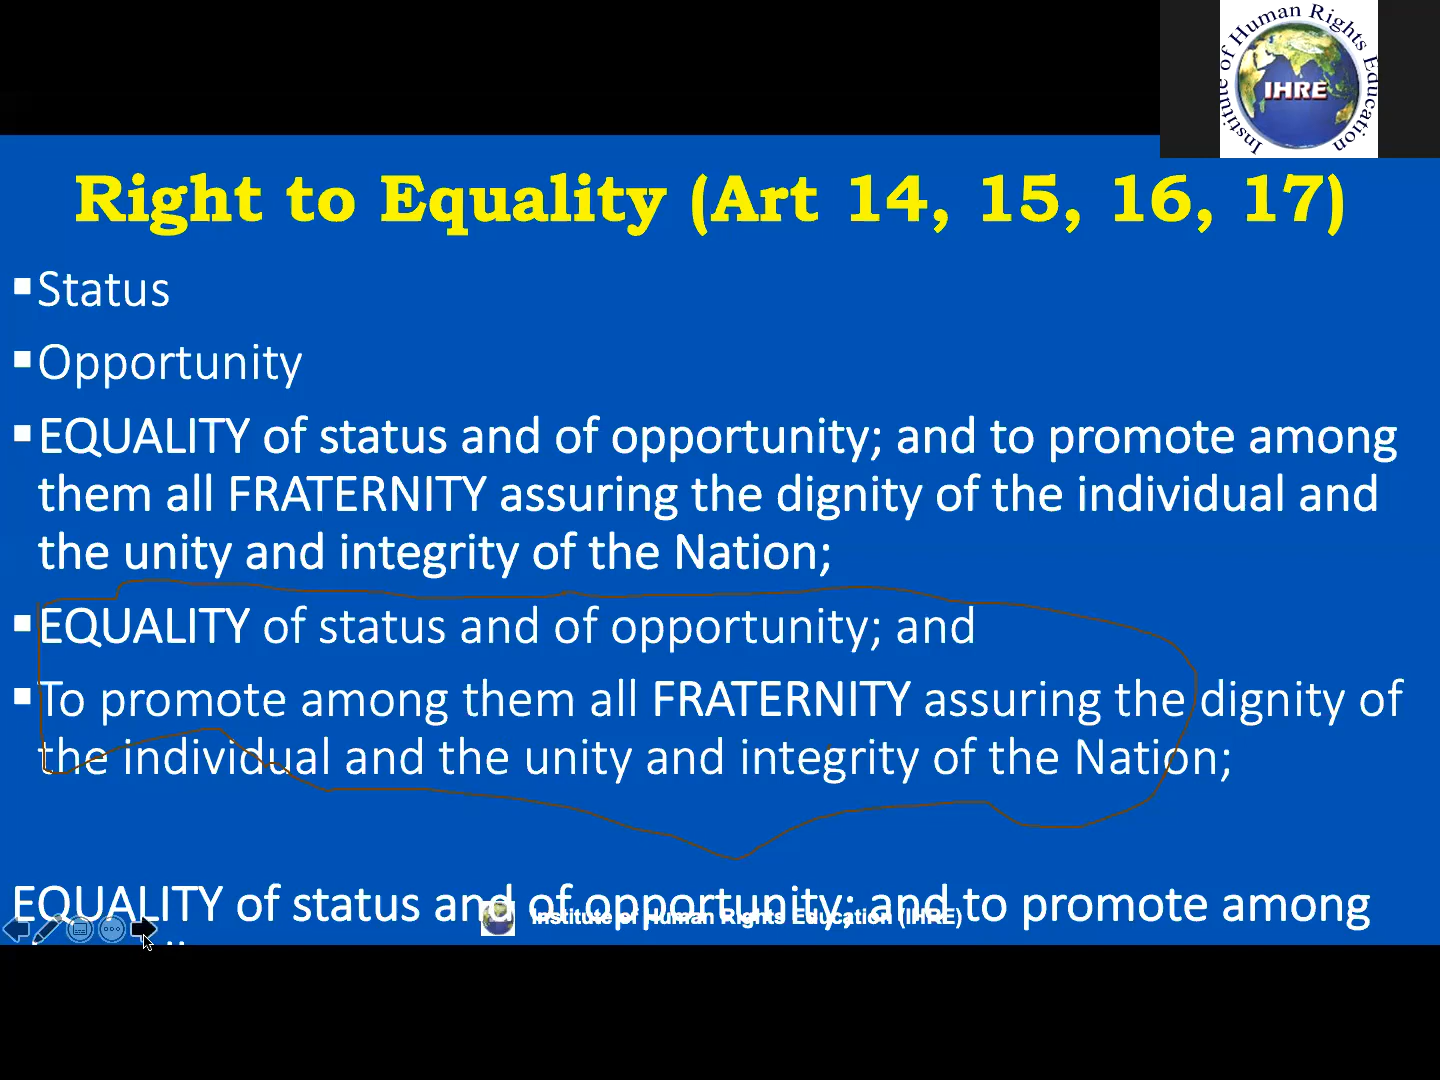 Institute of Human Rights Education
IHRE
Right to Equality (Art 14, 15, 16, 17)
▪Status
▪Opportunity
▪EQUALITY of status and of opportunity; and to promote among
them all FRATERNITY assuring the dignity of the individual and
the unity and integrity of the Nation;
▪EQUALITY of status and of opportunity; and
▪To promote among them all FRATERNITY assuring the dignity of
the individual and the unity and integrity of the Nation;
EQUALITY of status and of opportunity; and to promote among
Institute of Human Rights Education (IHRE)